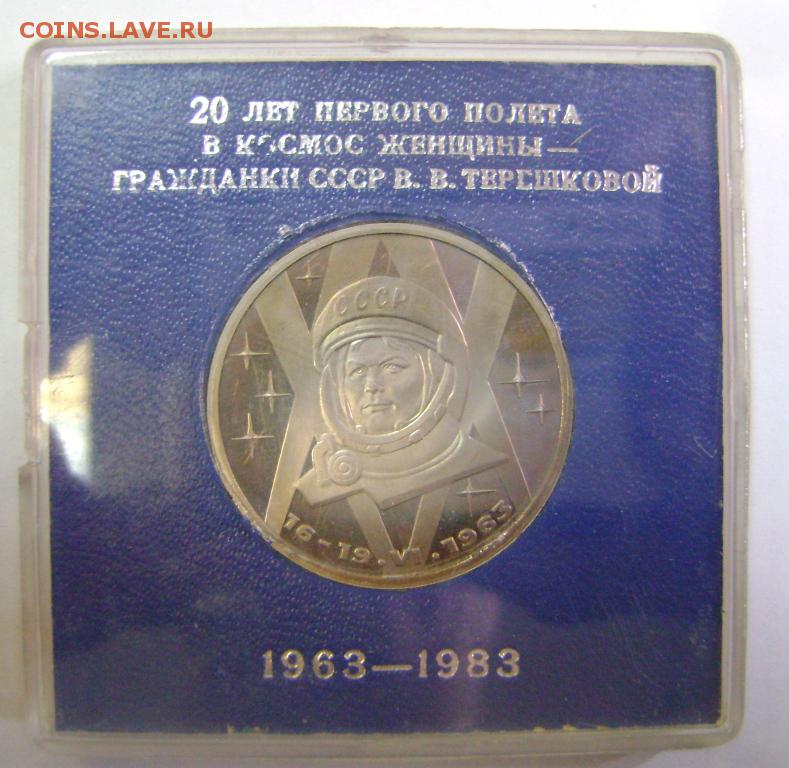 COINS.LAVE.RU
20 ЛЕТ ПЕРВОГО ПОЛЕТА
В КОСМОС ЖЕНЩИНЫ—
ГРАЖДАНКИ СССР В. В. ТЕРЕШКОВОЙ
СССР
16-19.VI.1963
1963—1983